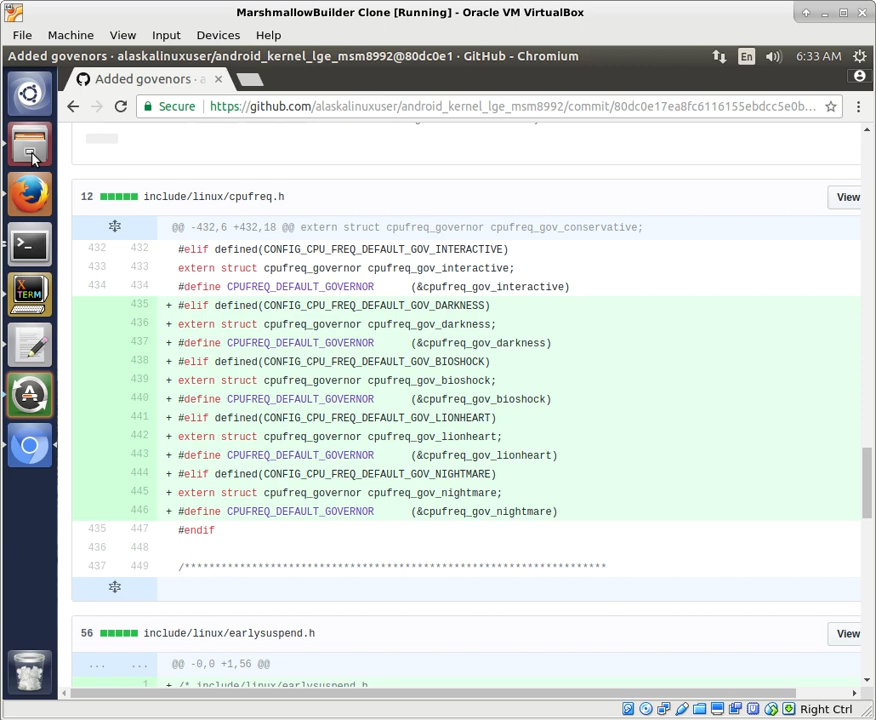 MarshmallowBuilder Clone [Running] - Oracle VM VirtualBox
File Machine View Input Devices Help
Added govenors · alaskalinuxuser/android_kernel_lge_msm8992@80dc0e1 · GitHub - Chromium En 6:33 AM
Added govenors · a
Secure https://github.com/alaskalinuxuser/android_kernel_lge_msm8992/commit/80dc0e17ea8fc6116155ebdcc5e0b...
12 include/linux/cpufreq.h View
@@ -432,6 +432,18 @@ extern struct cpufreq_governor cpufreq_gov_conservative;
432 432 #elif defined(CONFIG_CPU_FREQ_DEFAULT_GOV_INTERACTIVE)
433 433 extern struct cpufreq_governor cpufreq_gov_interactive;
434 434 #define CPUFREQ_DEFAULT_GOVERNOR (&cpufreq_gov_interactive)
435 + #elif defined(CONFIG_CPU_FREQ_DEFAULT_GOV_DARKNESS)
436 + extern struct cpufreq_governor cpufreq_gov_darkness;
437 + #define CPUFREQ_DEFAULT_GOVERNOR (&cpufreq_gov_darkness)
438 + #elif defined(CONFIG_CPU_FREQ_DEFAULT_GOV_BIOSHOCK)
439 + extern struct cpufreq_governor cpufreq_gov_bioshock;
440 + #define CPUFREQ_DEFAULT_GOVERNOR (&cpufreq_gov_bioshock)
441 + #elif defined(CONFIG_CPU_FREQ_DEFAULT_GOV_LIONHEART)
442 + extern struct cpufreq_governor cpufreq_gov_lionheart;
443 + #define CPUFREQ_DEFAULT_GOVERNOR (&cpufreq_gov_lionheart)
444 + #elif defined(CONFIG_CPU_FREQ_DEFAULT_GOV_NIGHTMARE)
445 + extern struct cpufreq_governor cpufreq_gov_nightmare;
446 + #define CPUFREQ_DEFAULT_GOVERNOR (&cpufreq_gov_nightmare)
435 447 #endif
436 448
437 449 /*********************************************************************
56 include/linux/earlysuspend.h View
... ... @@ -0,0 +1,56 @@
1 + /* include/linux/earlysuspend.h
X TERM
Right Ctrl